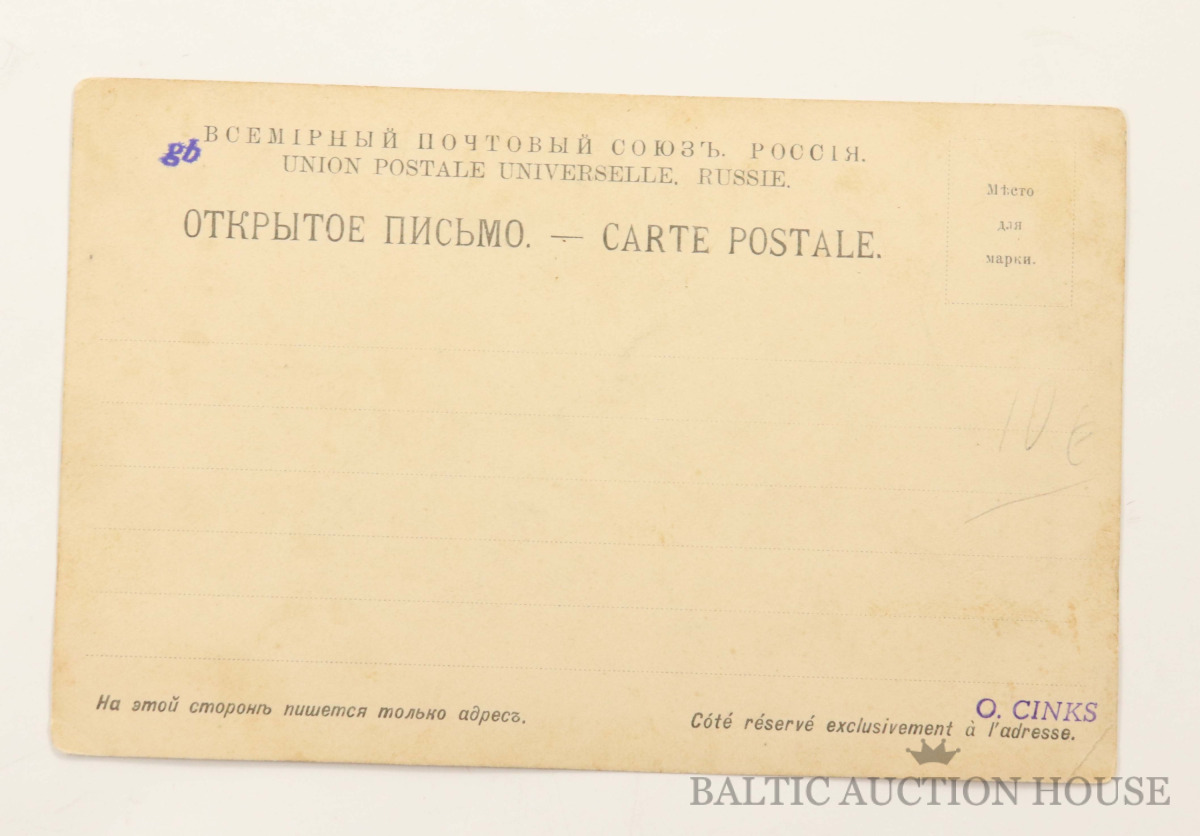 gb
ВСЕМІРНЫЙ ПОЧТОВЫЙ СОЮЗЪ. РОССІЯ.
UNION POSTALE UNIVERSELLE. RUSSIE.
ОТКРЫТОЕ ПИСЬМО. — CARTE POSTALE.
Мѣсто
для
марки.
10 €
На этой сторонѣ пишется только адресъ.
O. CINKS
Côté réservé exclusivement à l'adresse.
BALTIC AUCTION HOUSE